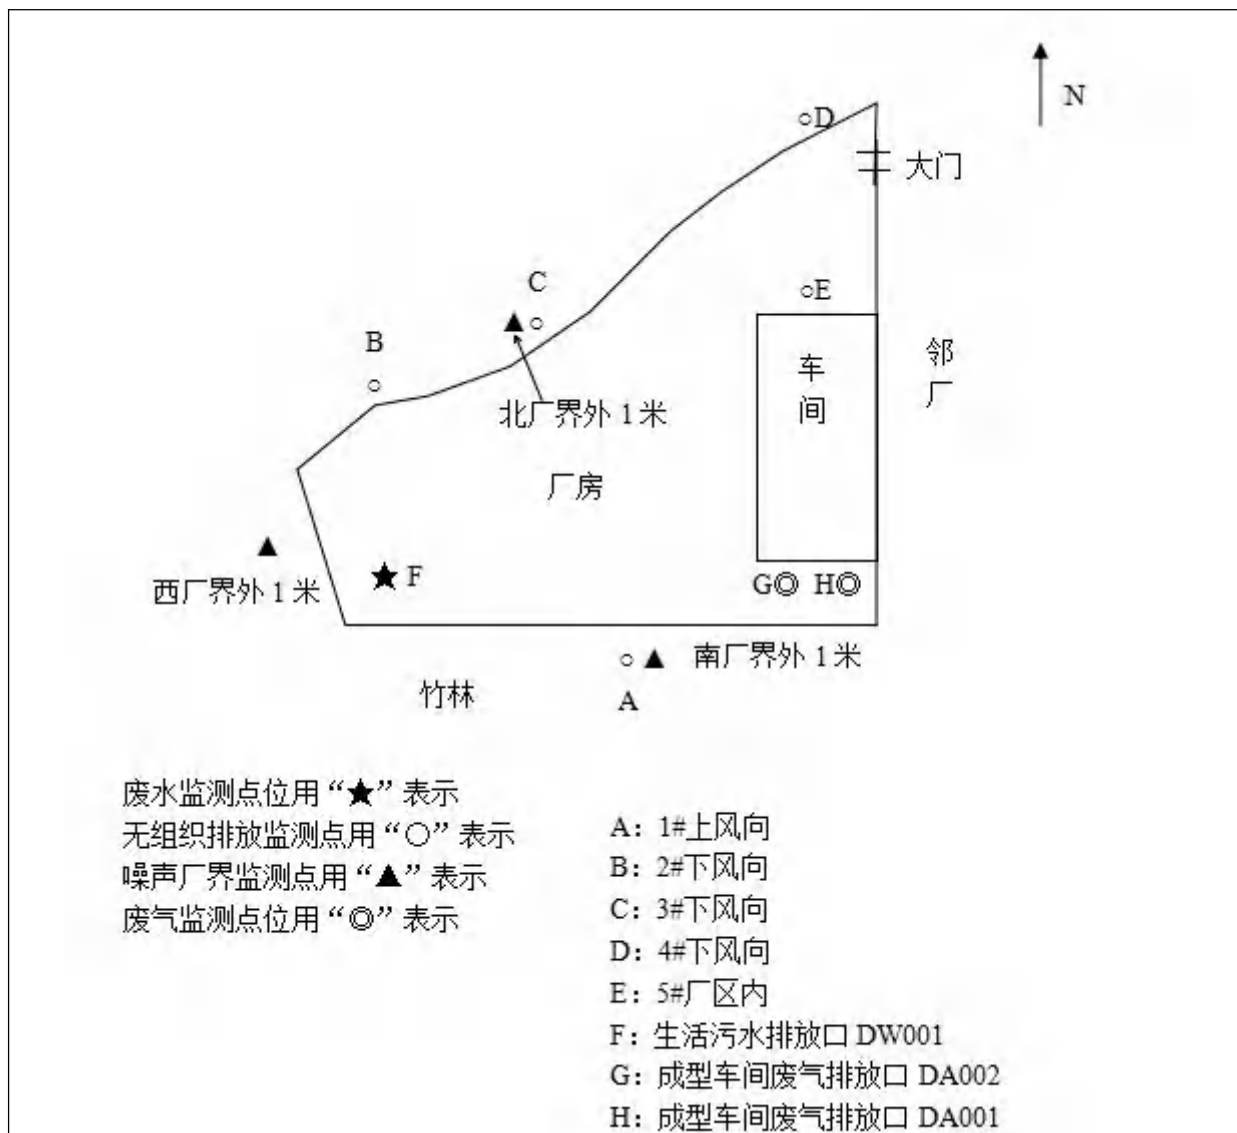 N
D
大门
E
C
B
车
间
邻
厂
北厂界外 1 米
厂房
F
西厂界外 1 米
G H
南厂界外 1 米
竹林
A
废水监测点位用“★”表示
无组织排放监测点用“○”表示
噪声厂界监测点用“▲”表示
废气监测点位用“◎”表示
A：1#上风向
B：2#下风向
C：3#下风向
D：4#下风向
E：5#厂区内
F：生活污水排放口 DW001
G：成型车间废气排放口 DA002
H：成型车间废气排放口 DA001